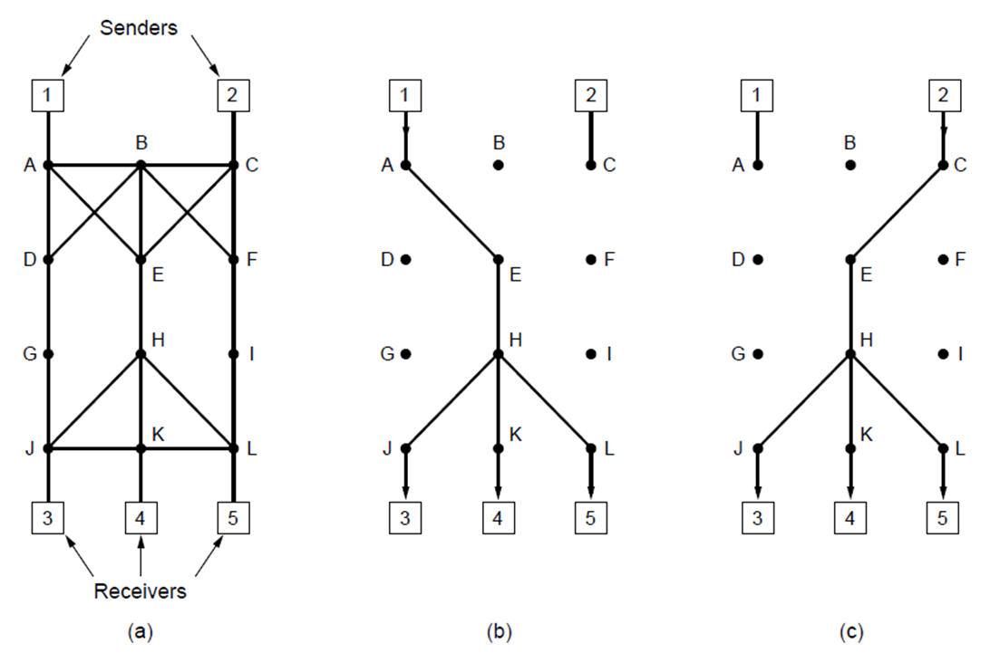 Senders
1 2 1 2 1 2
B B B
A C A C A C
D F D F D F
E E E
H H H
G I G I G I
K K K
J L J L J L
3 4 5 3 4 5 3 4 5
Receivers
(a) (b) (c)